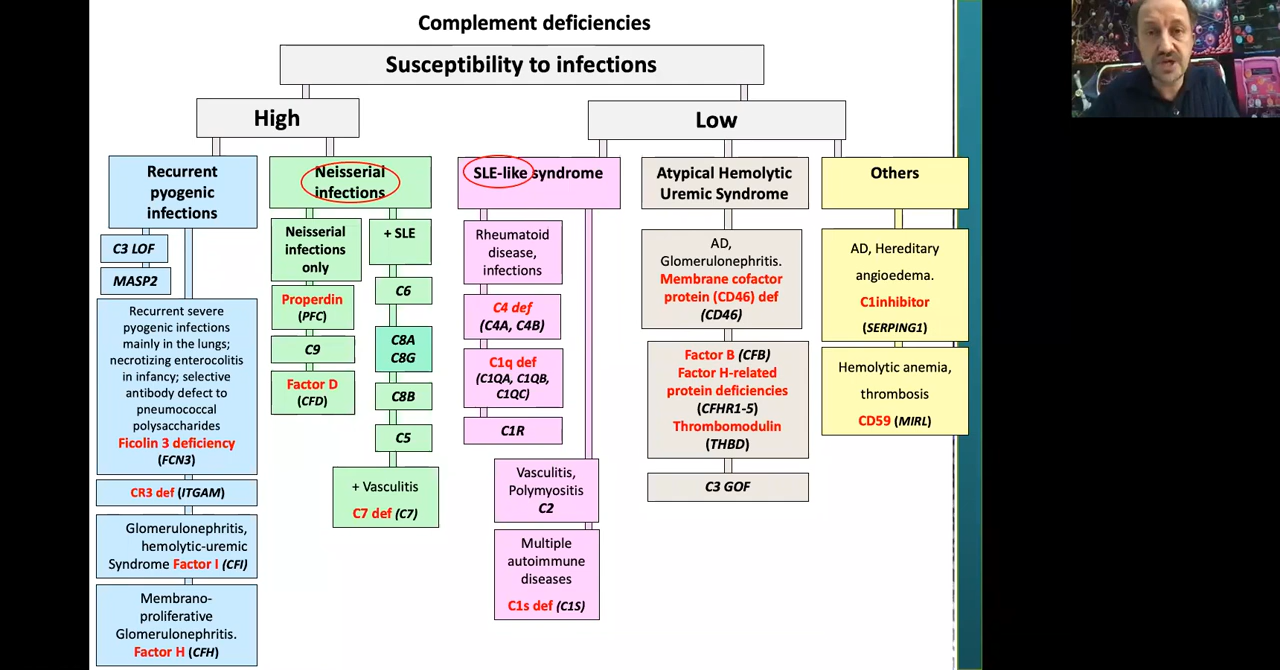 Complement deficiencies
Susceptibility to infections
High
Low
Recurrent
pyogenic
infections
C3 LOF
MASP2
Recurrent severe
pyogenic infections
mainly in the lungs;
necrotizing enterocolitis
in infancy; selective
antibody defect to
pneumococcal
polysaccharides
Ficolin 3 deficiency
(FCN3)
CR3 def (ITGAM)
Glomerulonephritis,
hemolytic-uremic
Syndrome Factor I (CFI)
Membrano-
proliferative
Glomerulonephritis.
Factor H (CFH)
Neisserial
infections
Neisserial
infections
only
Properdin
(PFC)
C9
Factor D
(CFD)
+ SLE
C6
C8A
C8G
C8B
C5
+ Vasculitis
C7 def (C7)
SLE-like syndrome
Rheumatoid
disease,
infections
C4 def
(C4A, C4B)
C1q def
(C1QA, C1QB,
C1QC)
C1R
Vasculitis,
Polymyositis
C2
Multiple
autoimmune
diseases
C1s def (C1S)
Atypical Hemolytic
Uremic Syndrome
AD,
Glomerulonephritis.
Membrane cofactor
protein (CD46) def
(CD46)
Factor B (CFB)
Factor H-related
protein deficiencies
(CFHR1-5)
Thrombomodulin
(THBD)
C3 GOF
Others
AD, Hereditary
angioedema.
C1inhibitor
(SERPING1)
Hemolytic anemia,
thrombosis
CD59 (MIRL)